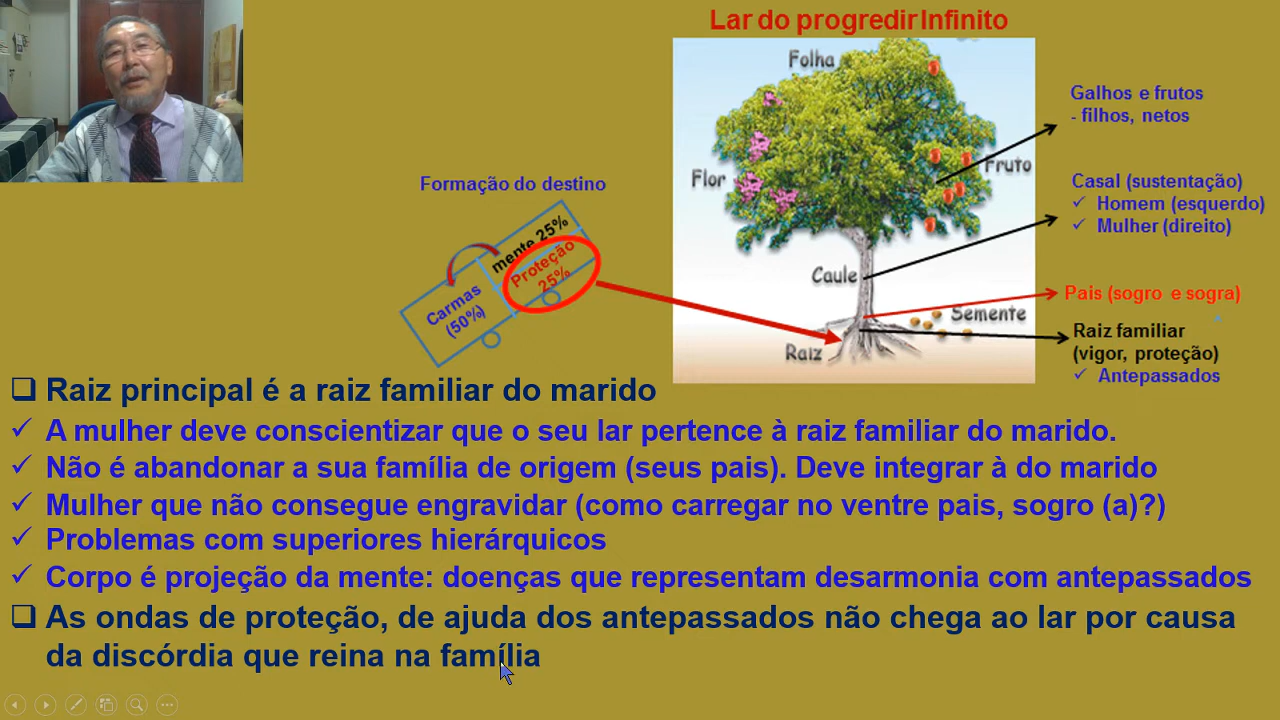 Lar do progredir Infinito
Folha
Flor
Fruto
Caule
Semente
Raiz
Galhos e frutos
- filhos, netos
Casal (sustentação)
✓ Homem (esquerdo)
✓ Mulher (direito)
Pais (sogro e sogra)
Raiz familiar
(vigor, proteção)
✓ Antepassados
Formação do destino
mente 25%
Proteção
25%
Carmas
(50%)
❑ Raiz principal é a raiz familiar do marido
✓ A mulher deve conscientizar que o seu lar pertence à raiz familiar do marido.
✓ Não é abandonar a sua família de origem (seus pais). Deve integrar à do marido
✓ Mulher que não consegue engravidar (como carregar no ventre pais, sogro (a)?)
✓ Problemas com superiores hierárquicos
✓ Corpo é projeção da mente: doenças que representam desarmonia com antepassados
❑ As ondas de proteção, de ajuda dos antepassados não chega ao lar por causa
da discórdia que reina na família